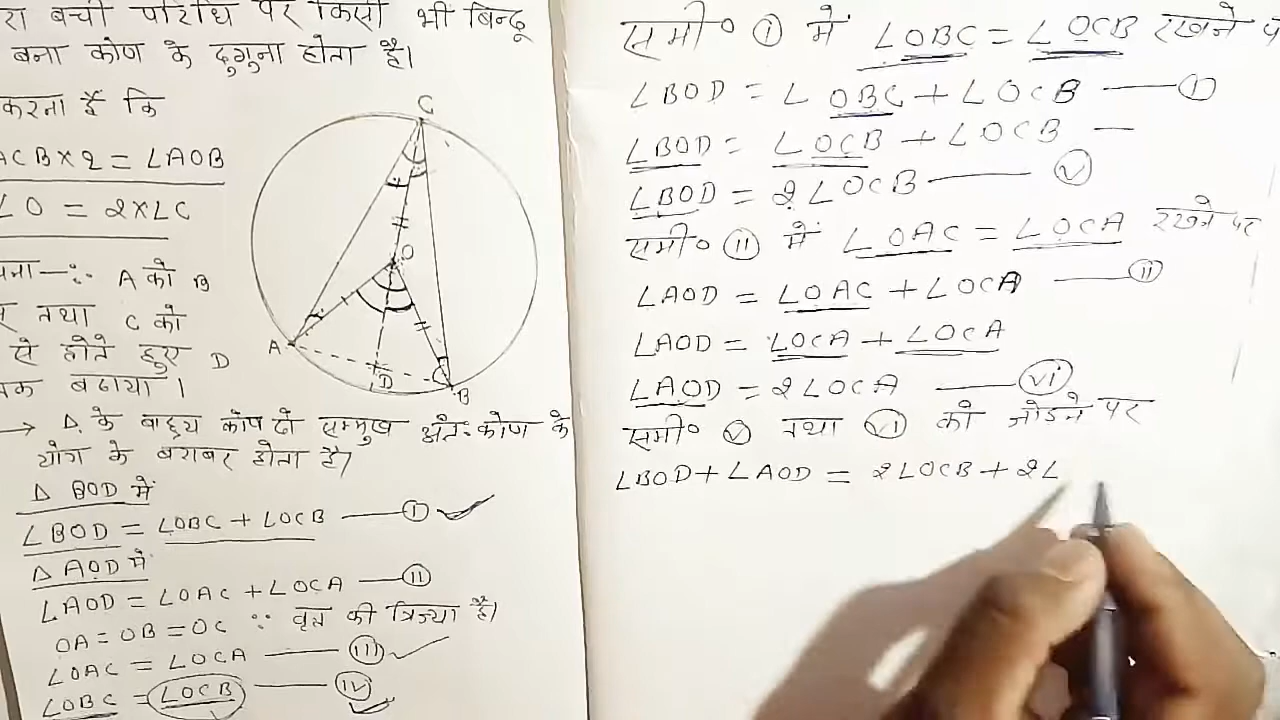 बची परिधि पर किसी भी बिन्दू
बना कोण के दुगुना होता है।
करना है कि
ACB×2 = ∠AOB
∠O = 2×∠C
A को B
तथा C को
से होते हुए D
तक बढाया।
C
O
A
D
B
→ Δ के बाह्य कोण दो सम्मुख अंतः कोण के
योग के बराबर होता है।
Δ BOD में
∠BOD = ∠OBC + ∠OCB —— Ⓘ
Δ AOD में
∠AOD = ∠OAC + ∠OCA —— (II)
OA = OB = OC ∵ वृत्त की त्रिज्या है।
∠OAC = ∠OCA —— (III)
∠OBC = ∠OCB —— (IV)
समी० (I) में ∠OBC = ∠OCB रखने प
∠BOD = ∠OBC + ∠OCB —— (I)
∠BOD = ∠OCB + ∠OCB —
∠BOD = 2∠OCB —— (V)
समी० (II) में ∠OAC = ∠OCA रखने पर
∠AOD = ∠OAC + ∠OCA —— (II)
∠AOD = ∠OCA + ∠OCA
∠AOD = 2∠OCA —— (VI)
समी० (V) तथा (VI) को जोडने पर
∠BOD + ∠AOD = 2∠OCB + 2∠